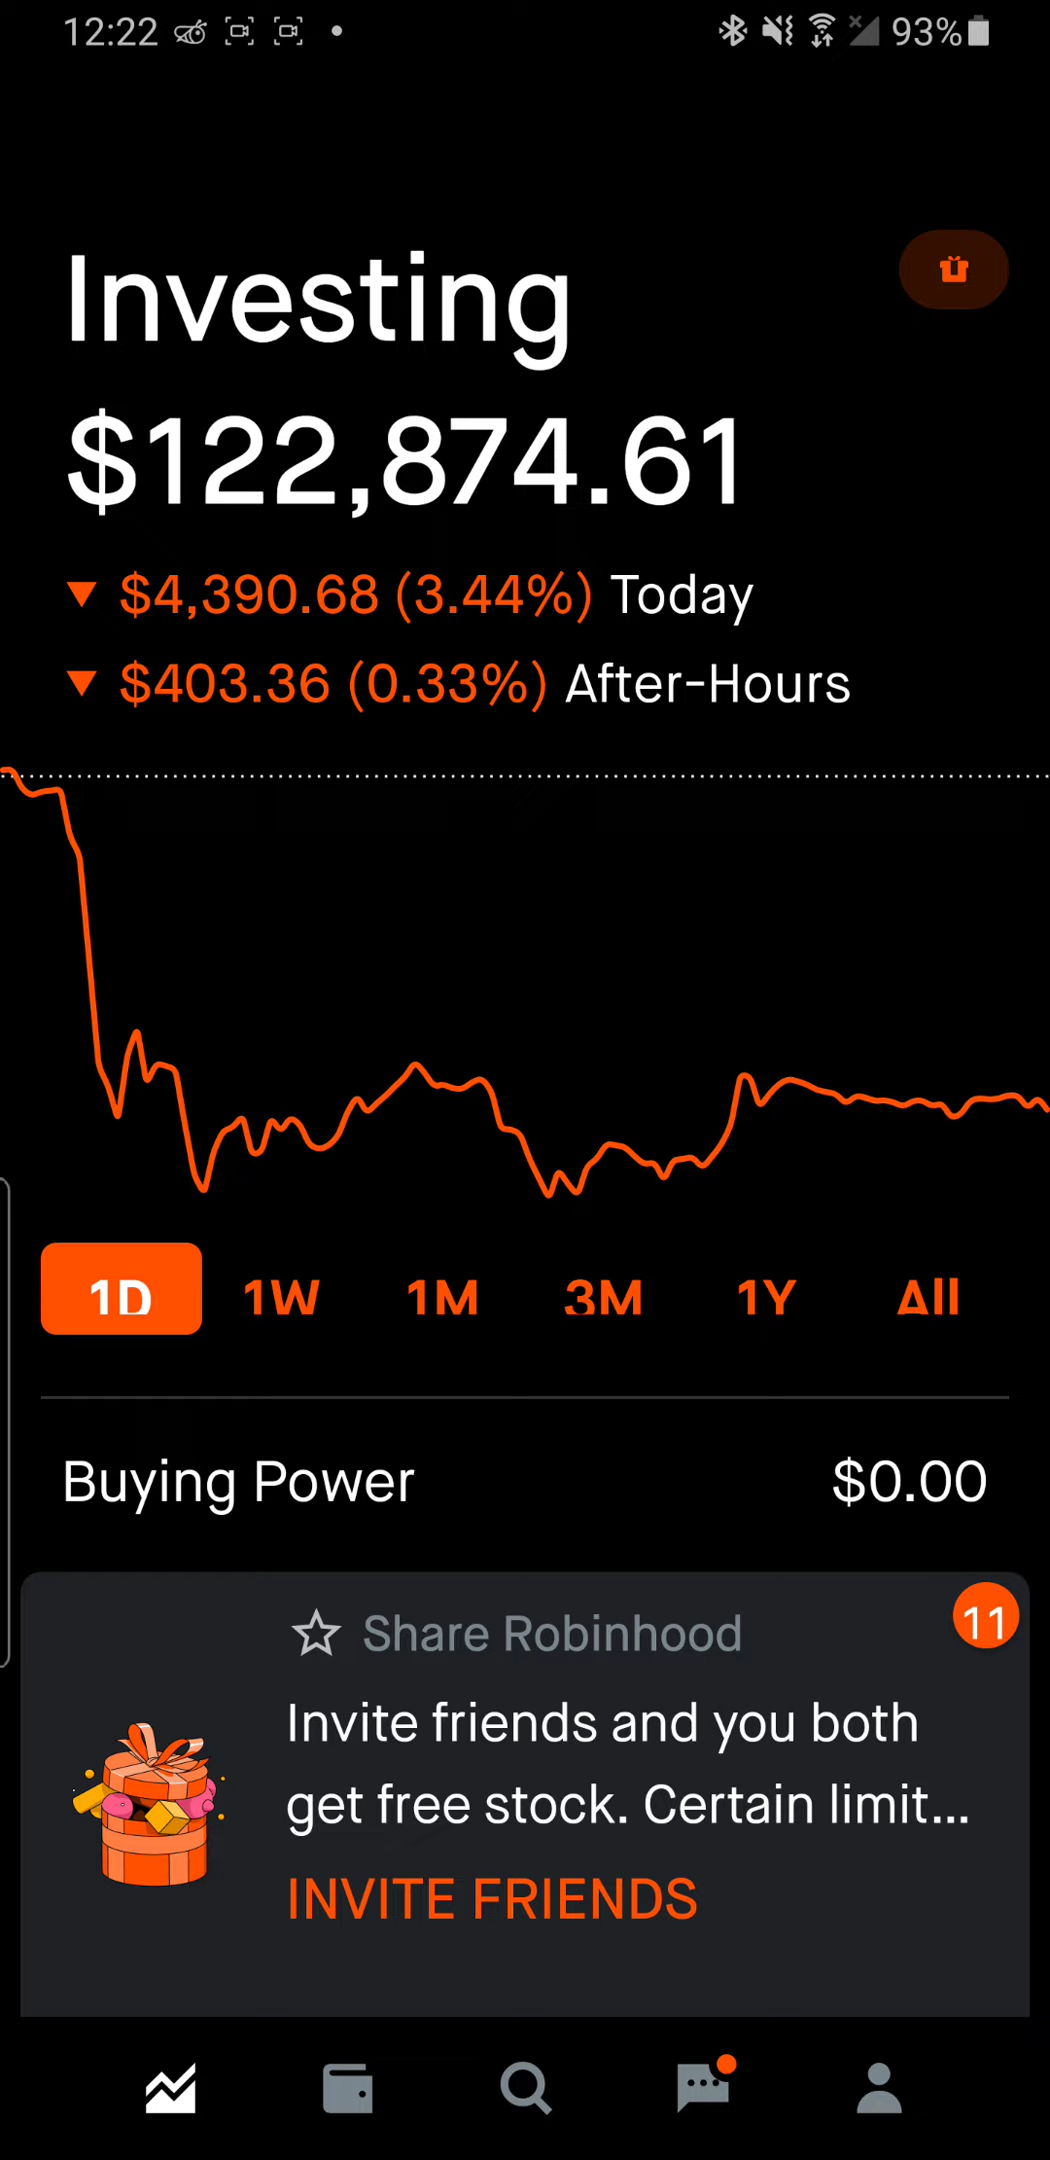 12:22 93%
Investing
$122,874.61
▼ $4,390.68 (3.44%) Today
▼ $403.36 (0.33%) After-Hours
1D 1W 1M 3M 1Y All
Buying Power $0.00
Share Robinhood 11
Invite friends and you both
get free stock. Certain limit...
INVITE FRIENDS